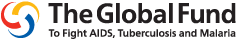 The Global Fund
To Fight AIDS, Tuberculosis and Malaria